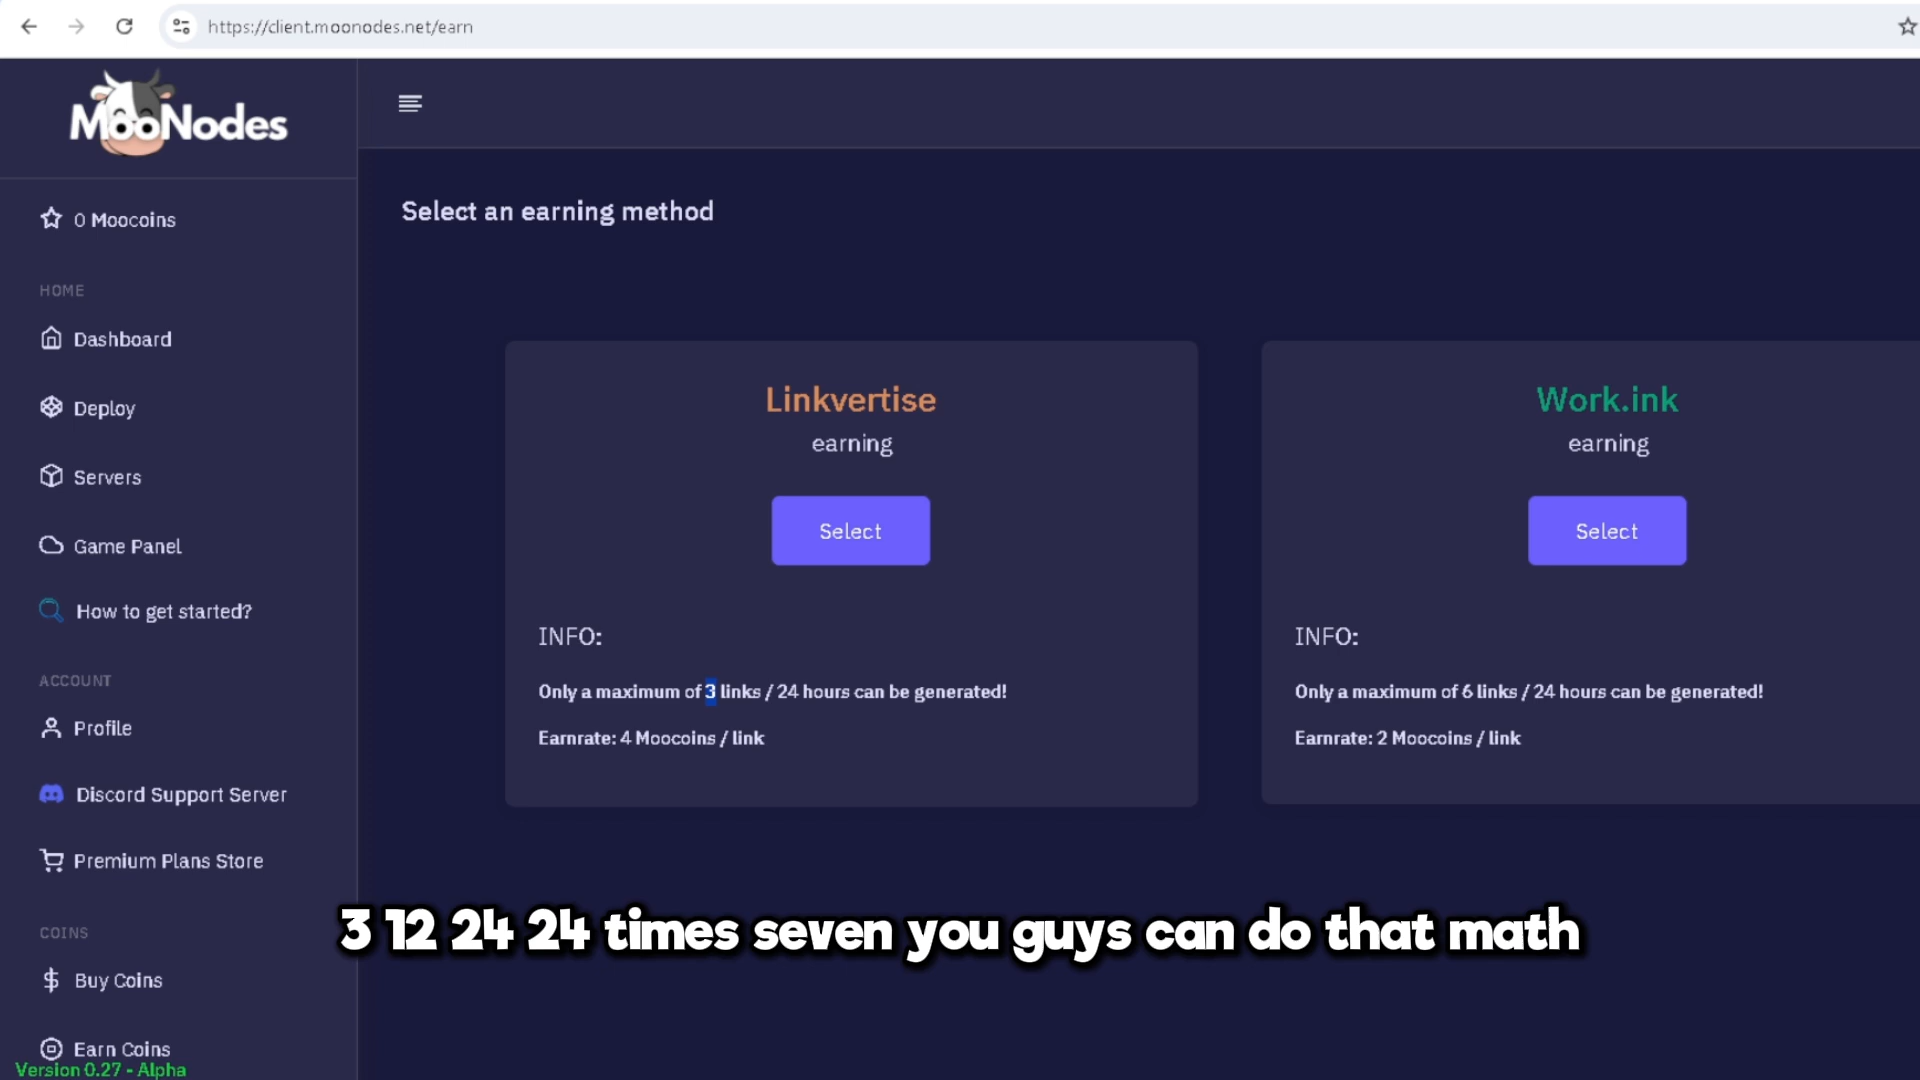 https://client.moonodes.net/earn
MooNodes
0 Moocoins
HOME
Dashboard
Deploy
Servers
Game Panel
How to get started?
ACCOUNT
Profile
Discord Support Server
Premium Plans Store
COINS
Buy Coins
Earn Coins
Version 0.27 - Alpha
Select an earning method
Linkvertise
earning
Select
INFO:
Only a maximum of 3 links / 24 hours can be generated!
Earnrate: 4 Moocoins / link
Work.ink
earning
Select
INFO:
Only a maximum of 6 links / 24 hours can be generated!
Earnrate: 2 Moocoins / link
3 12 24 24 times seven you guys can do that math